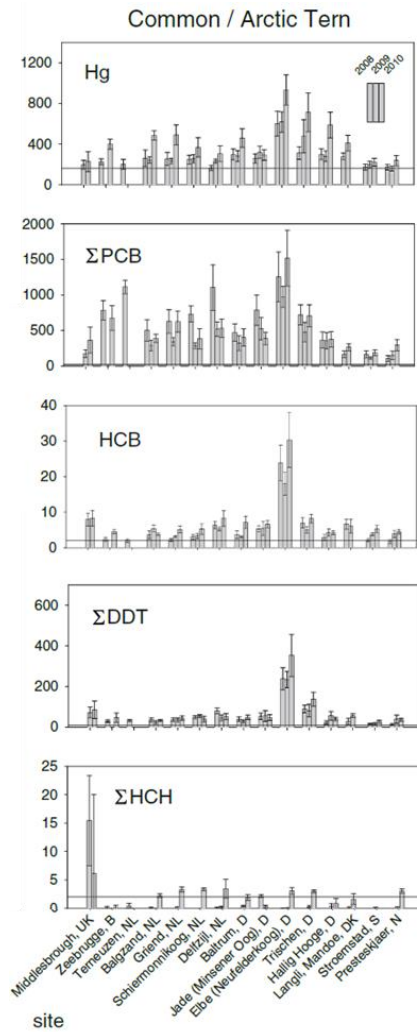 Common / Arctic Tern
Hg
2008
2009
2010
1200
800
400
0
ΣPCB
2000
1500
1000
500
0
HCB
40
30
20
10
0
ΣDDT
600
400
200
0
ΣHCH
25
20
15
10
5
0
Middlesbrough, UK
Zeebrugge, B
Terneuzen, NL
Balgzand, NL
Griend, NL
Schiermonnikoog, NL
Delfzijl, NL
Baltrum, D
Jade (Minsener Oog), D
Elbe (Neufelderkoog), D
Trischen, D
Hallig Hooge, D
Langli, Mandoe, DK
Stroemstad, S
Presteskjaer, N
site